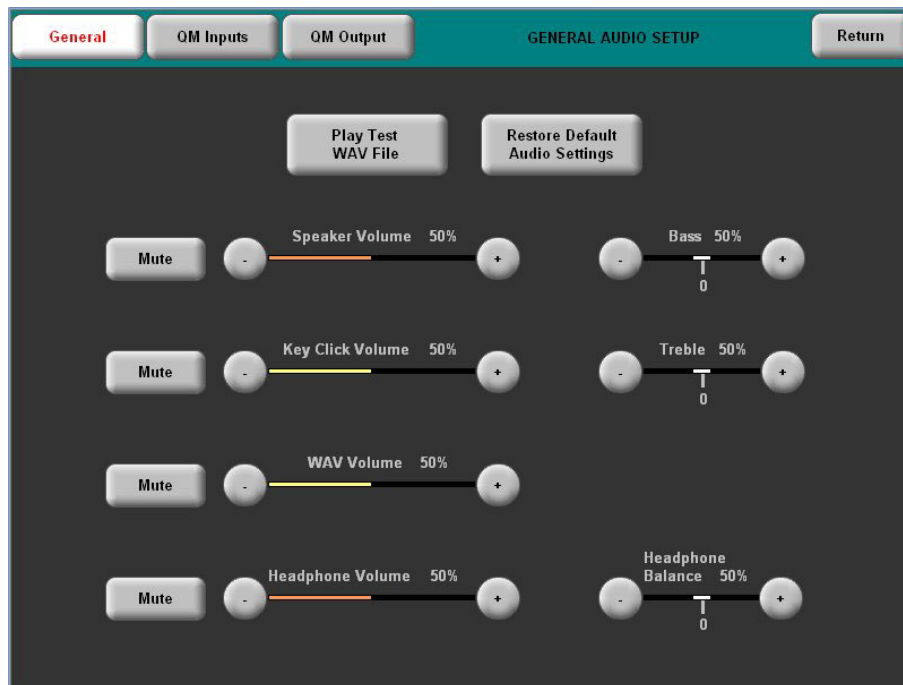 General
QM Inputs
QM Output
GENERAL AUDIO SETUP
Return
Play Test
WAV File
Restore Default
Audio Settings
Mute
-
Speaker Volume 50%
+
-
Bass 50%
+
0
Mute
-
Key Click Volume 50%
+
-
Treble 50%
+
0
Mute
-
WAV Volume 50%
+
Mute
-
Headphone Volume 50%
+
-
Headphone
Balance 50%
+
0